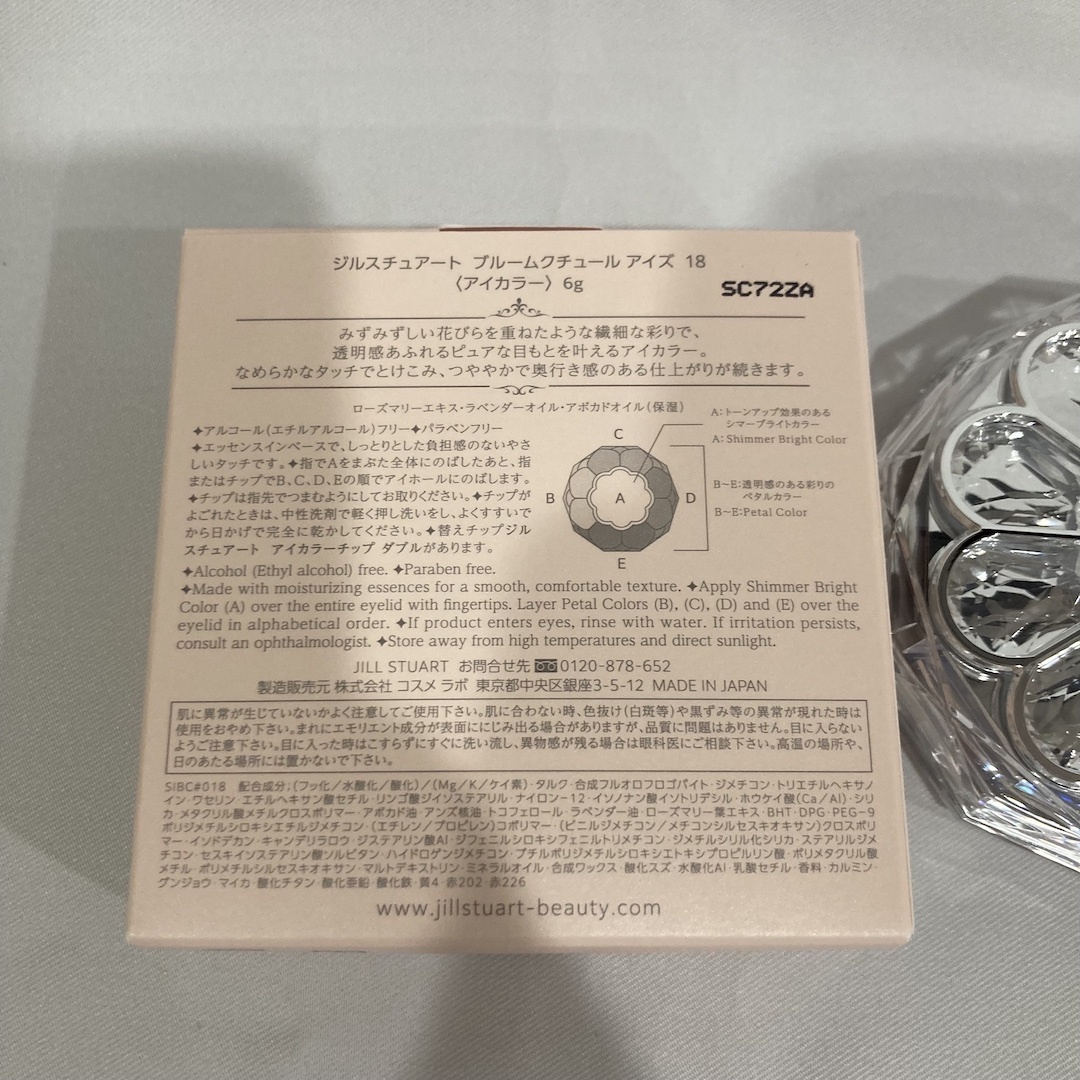 ジルスチュアート ブルームクチュール アイズ 18
〈アイカラー〉 6g
SC72ZA
みずみずしい花びらを重ねたような繊細な彩りで、
透明感あふれるピュアな目もとを叶えるアイカラー。
なめらかなタッチでとけこみ、つややかで奥行き感のある仕上がりが続きます。
ローズマリーエキス・ラベンダーオイル・アボカドオイル(保湿)
✦アルコール(エチルアルコール)フリー✦パラベンフリー
✦エッセンスインベースで、しっとりとした負担感のないやさ
しいタッチです。✦指でAをまぶた全体にのばしたあと、指
またはチップでB、C、D、Eの順でアイホールにのばします。
✦チップは指先でつまむようにしてお取りください。✦チップが
よごれたときは、中性洗剤で軽く押し洗いをし、よくすすいで
から日かげで完全に乾かしてください。✦替えチップジル
スチュアート アイカラーチップ ダブルがあります。
C
B
A
D
E
A:トーンアップ効果のある
シマーブライトカラー
A: Shimmer Bright Color
B~E:透明感のある彩りの
ペタルカラー
B~E:Petal Color
✦Alcohol (Ethyl alcohol) free. ✦Paraben free.
✦Made with moisturizing essences for a smooth, comfortable texture. ✦Apply Shimmer Bright
Color (A) over the entire eyelid with fingertips. Layer Petal Colors (B), (C), (D) and (E) over the
eyelid in alphabetical order. ✦If product enters eyes, rinse with water. If irritation persists,
consult an ophthalmologist. ✦Store away from high temperatures and direct sunlight.
JILL STUART お問合せ先 0120-878-652
製造販売元 株式会社 コスメ ラボ 東京都中央区銀座3-5-12 MADE IN JAPAN
肌に異常が生じていないかよく注意してご使用下さい。肌に合わない時、色抜け(白斑等)や黒ずみ等の異常が現れた時は
使用をおやめ下さい。まれにエモリエント成分が表面ににじみ出る場合がありますが、品質に問題はありません。目に入らない
ようご注意下さい。目に入った時はこすらずにすぐに洗い流し、異物感が残る場合は眼科医にご相談下さい。高温の場所や、
日のあたる場所には置かないで下さい。
SIBC#018 配合成分;(フッ化/水酸化/酸化)/(Mg/K/ケイ素)・タルク・合成フルオロフロゴパイト・ジメチコン・トリエチルヘキサノ
イン・ワセリン・エチルヘキサン酸セチル・リンゴ酸ジイソステアリル・ナイロン-12・イソノナン酸イソトリデシル・ホウケイ酸(Ca/Al)・シリ
カ・メタクリル酸メチルクロスポリマー・アボカド油・アンズ核油・トコフェロール・ラベンダー油・ローズマリー葉エキス・BHT・DPG・PEG-9
ポリジメチルシロキシエチルジメチコン・(エチレン/プロピレン)コポリマー・(ビニルジメチコン/メチコンシルセスキオキサン)クロスポリ
マー・イソドデカン・キャンデリラロウ・ジステアリン酸Al・ジフェニルシロキシフェニルトリメチコン・ジメチルシリル化シリカ・ステアリルジメ
チコン・セスキイソステアリン酸ソルビタン・ハイドロゲンジメチコン・ブチルポリジメチルシロキシエトキシプロピルリン酸・ポリメタクリル酸
メチル・ポリメチルシルセスキオキサン・マルトデキストリン・ミネラルオイル・合成ワックス・酸化スズ・水酸化Al・乳酸セチル・香料・カルミン・
グンジョウ・マイカ・酸化チタン・酸化亜鉛・酸化鉄・黄4・赤202・赤226
www.jillstuart-beauty.com